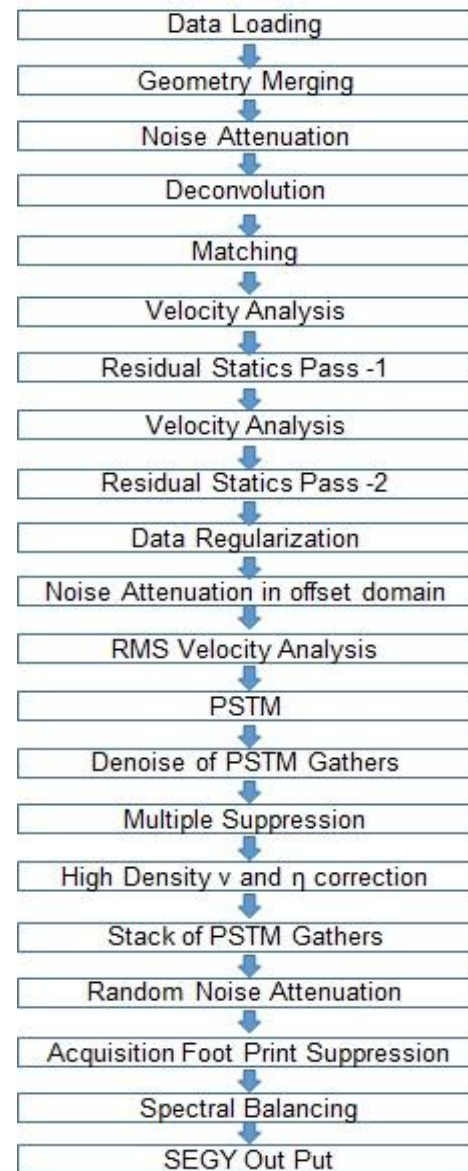 Data Loading
Geometry Merging
Noise Attenuation
Deconvolution
Matching
Velocity Analysis
Residual Statics Pass -1
Velocity Analysis
Residual Statics Pass -2
Data Regularization
Noise Attenuation in offset domain
RMS Velocity Analysis
PSTM
Denoise of PSTM Gathers
Multiple Suppression
High Density v and η correction
Stack of PSTM Gathers
Random Noise Attenuation
Acquisition Foot Print Suppression
Spectral Balancing
SEGY Out Put